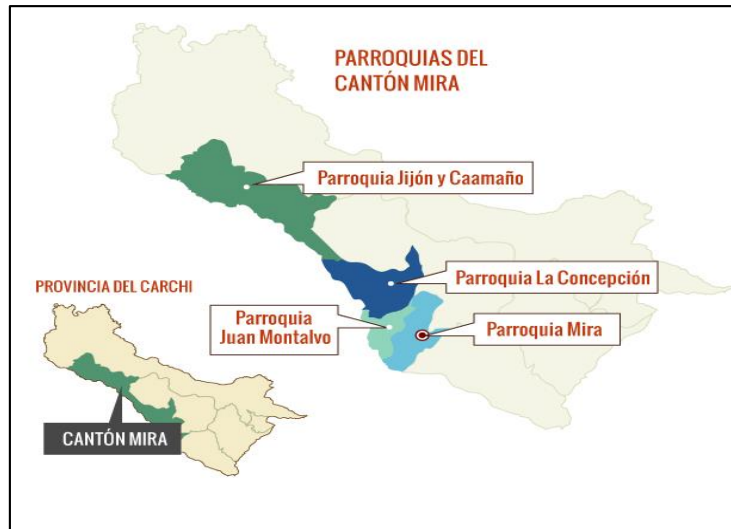 PARROQUIAS DEL
CANTÓN MIRA
Parroquia Jijón y Caamaño
Parroquia La Concepción
Parroquia
Juan Montalvo
Parroquia Mira
PROVINCIA DEL CARCHI
CANTÓN MIRA